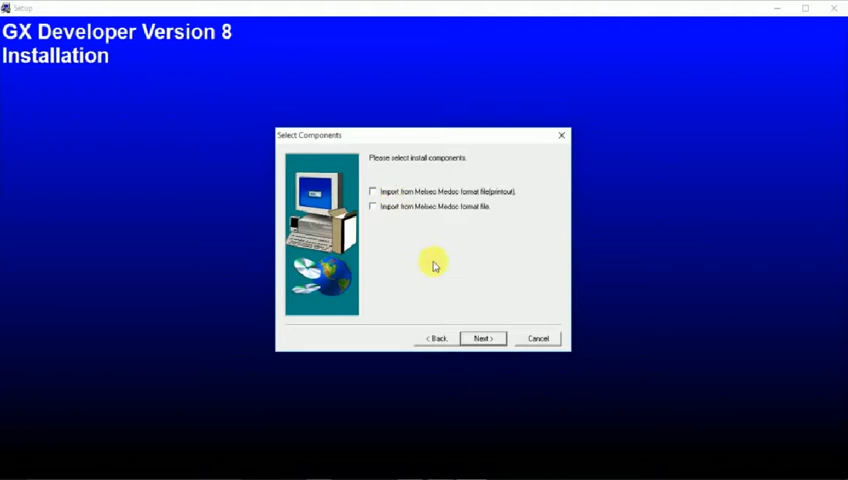 Setup
GX Developer Version 8
Installation
Select Components
Please select install components.
Import from Melsec Medoc format file(printout).
Import from Melsec Medoc format file.
< Back
Next >
Cancel